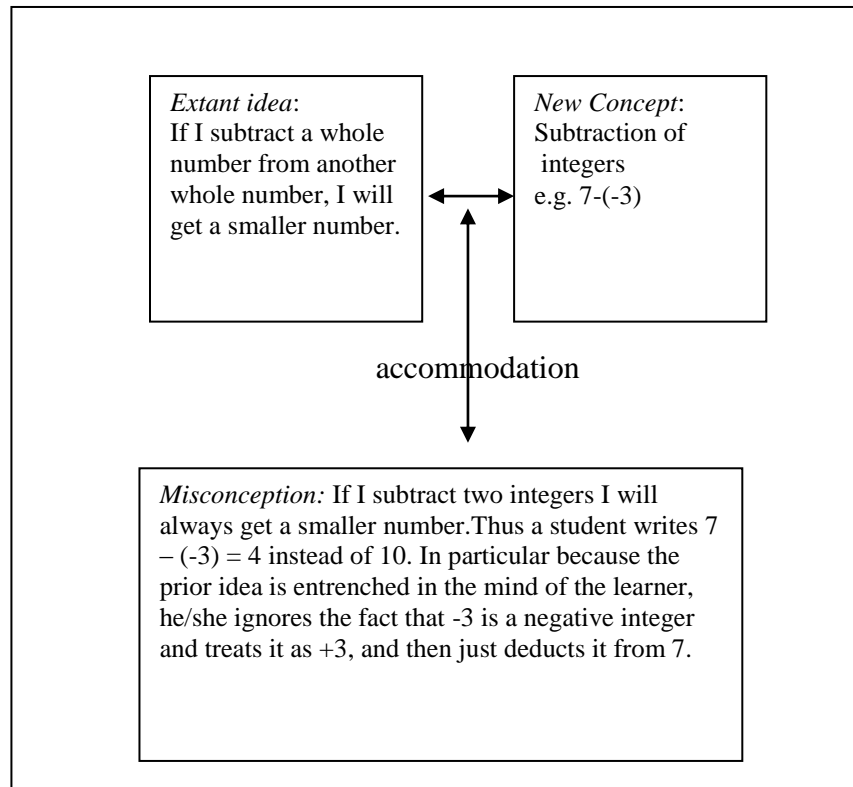 Extant idea:
If I subtract a whole
number from another
whole number, I will
get a smaller number.
New Concept:
Subtraction of
integers
e.g. 7-(-3)
accommodation
Misconception: If I subtract two integers I will
always get a smaller number.Thus a student writes 7
– (-3) = 4 instead of 10. In particular because the
prior idea is entrenched in the mind of the learner,
he/she ignores the fact that -3 is a negative integer
and treats it as +3, and then just deducts it from 7.